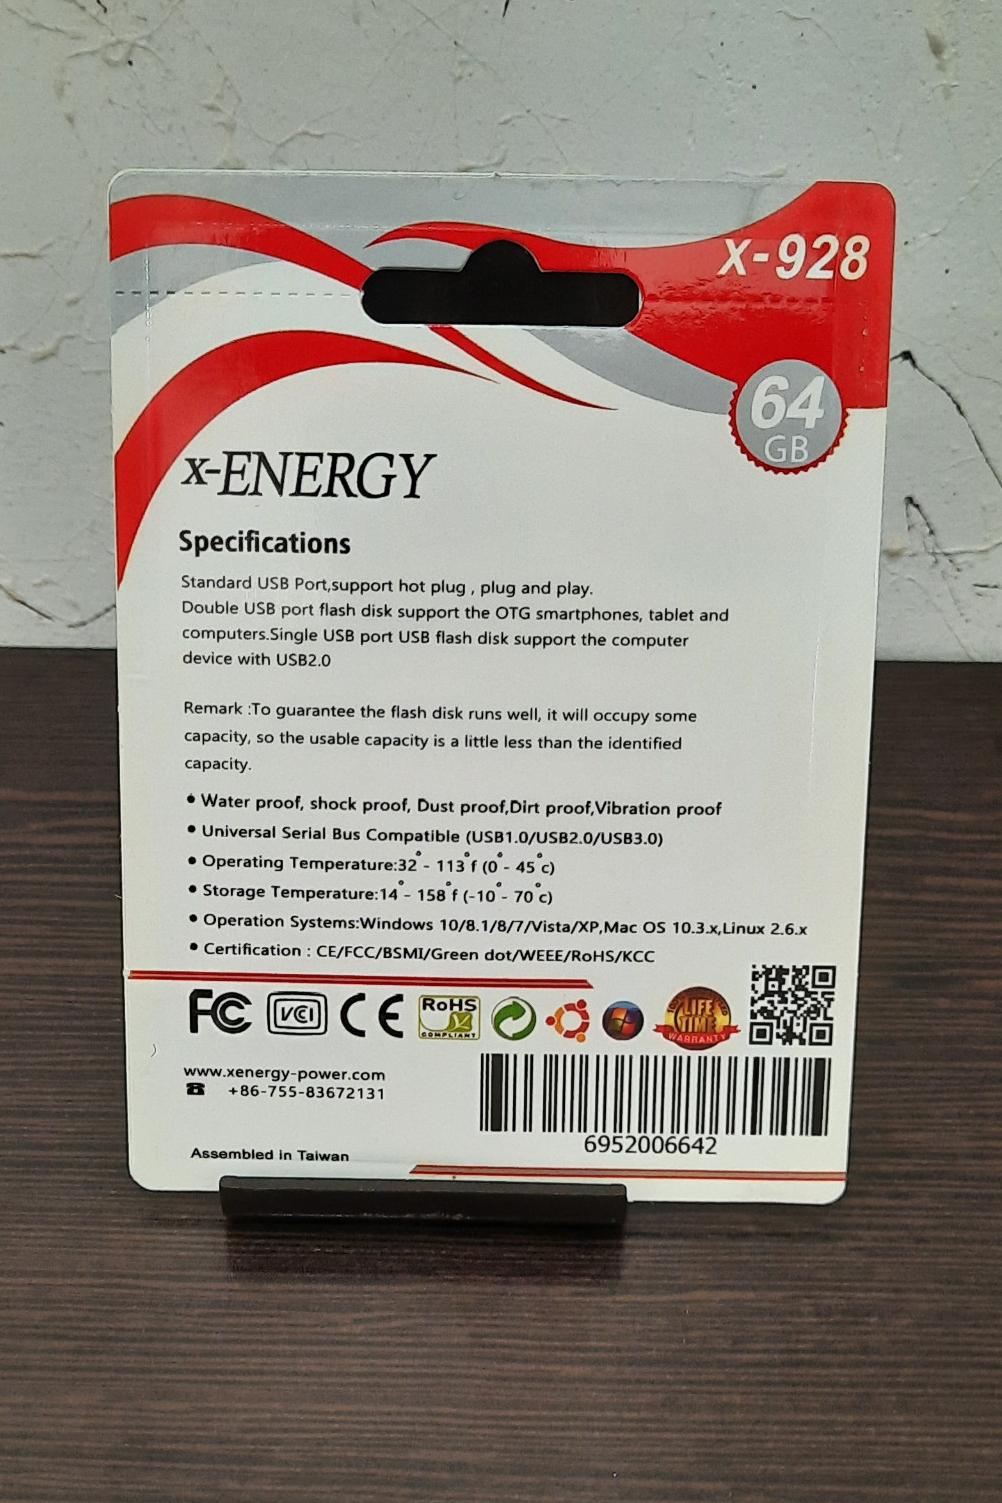 X-928
64
GB
x-ENERGY
Specifications
Standard USB Port,support hot plug , plug and play.
Double USB port flash disk support the OTG smartphones, tablet and
computers.Single USB port USB flash disk support the computer
device with USB2.0
Remark :To guarantee the flash disk runs well, it will occupy some
capacity, so the usable capacity is a little less than the identified
capacity.
• Water proof, shock proof, Dust proof,Dirt proof,Vibration proof
• Universal Serial Bus Compatible (USB1.0/USB2.0/USB3.0)
• Operating Temperature:32°- 113°f (0°- 45°c)
• Storage Temperature:14°- 158°f (-10°- 70°c)
• Operation Systems:Windows 10/8.1/8/7/Vista/XP,Mac OS 10.3.x,Linux 2.6.x
• Certification : CE/FCC/BSMI/Green dot/WEEE/RoHS/KCC
FC VCI CE RoHS COMPLIANT LIFE TIME WARRANTY
www.xenergy-power.com
☎ +86-755-83672131
6952006642
Assembled in Taiwan